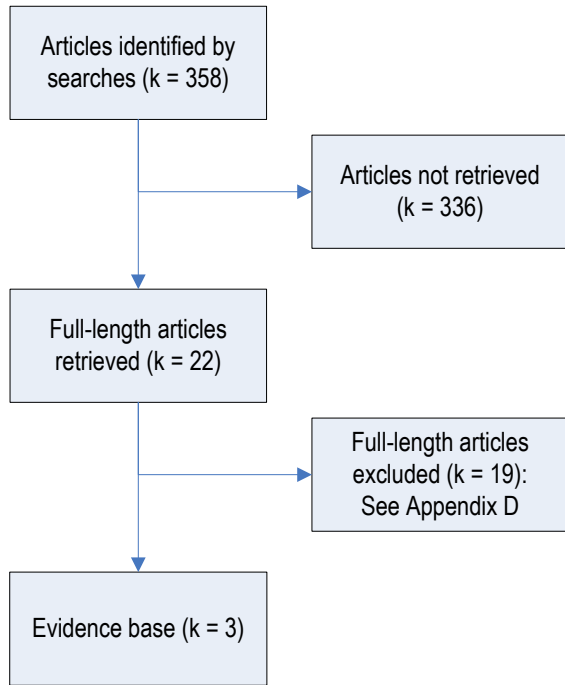 Articles identified by
searches (k = 358)
Articles not retrieved
(k = 336)
Full-length articles
retrieved (k = 22)
Full-length articles
excluded (k = 19):
See Appendix D
Evidence base (k = 3)